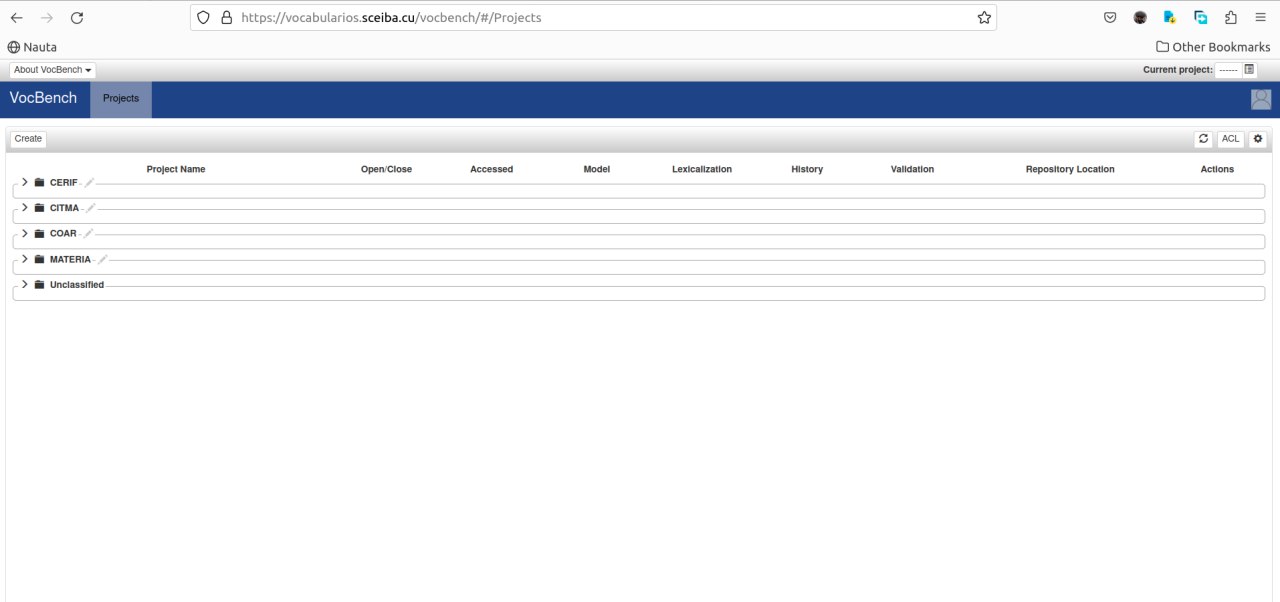 https://vocabularios.sceiba.cu/vocbench/#/Projects
Nauta
Other Bookmarks
About VocBench
Current project: ------
VocBench
Projects
Create
ACL
Project Name Open/Close Accessed Model Lexicalization History Validation Repository Location Actions
CERIF
CITMA
COAR
MATERIA
Unclassified